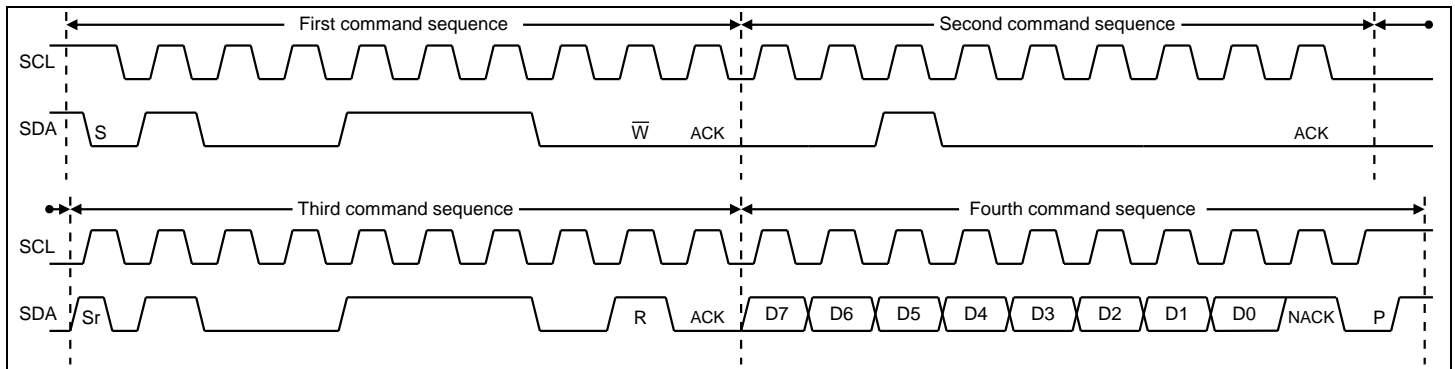 First command sequence Second command sequence
SCL
SDA S W̅ ACK ACK
Third command sequence Fourth command sequence
SCL
SDA Sr R ACK D7 D6 D5 D4 D3 D2 D1 D0 NACK P